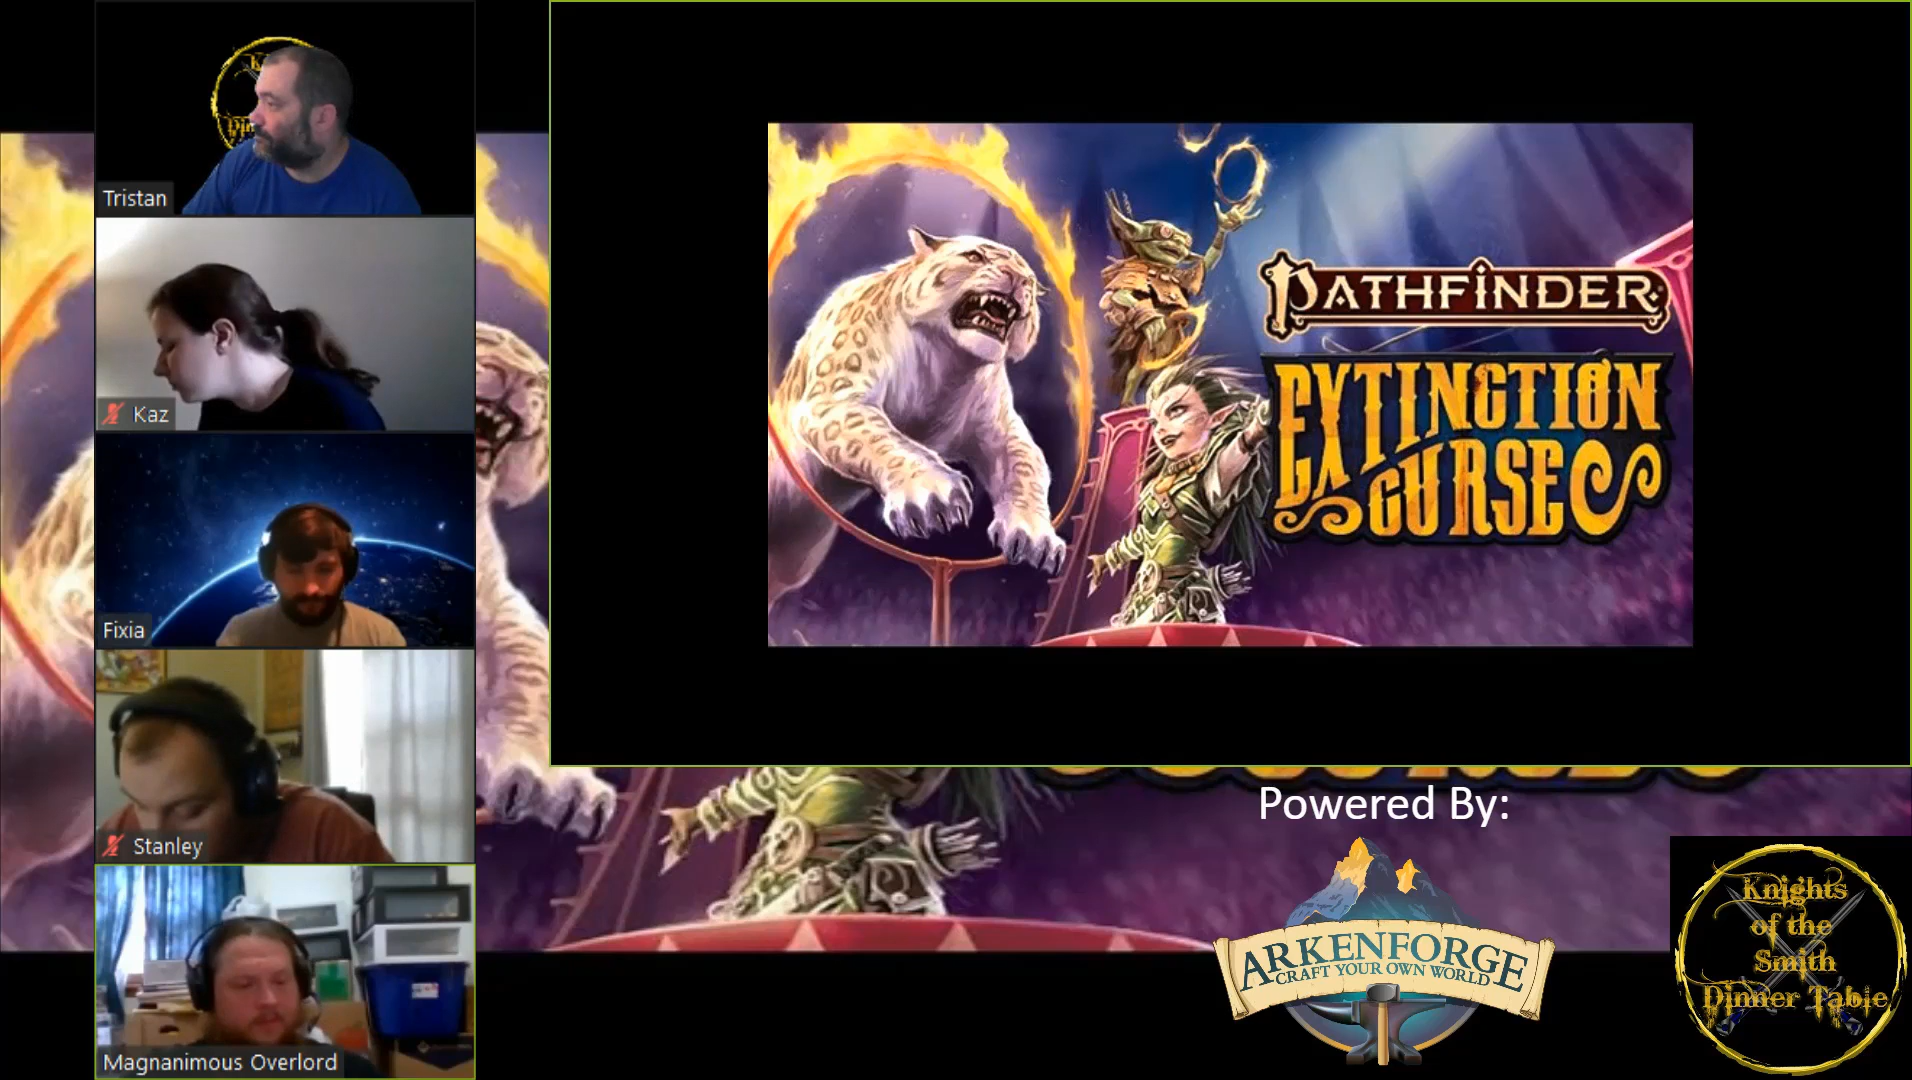 Tristan
Kaz
Fixia
Stanley
Magnanimous Overlord
PATHFINDER
EXTINCTION
CURSE
Powered By:
ARKENFORGE
CRAFT YOUR OWN WORLD
Knights
of the
Smith
Dinner Table